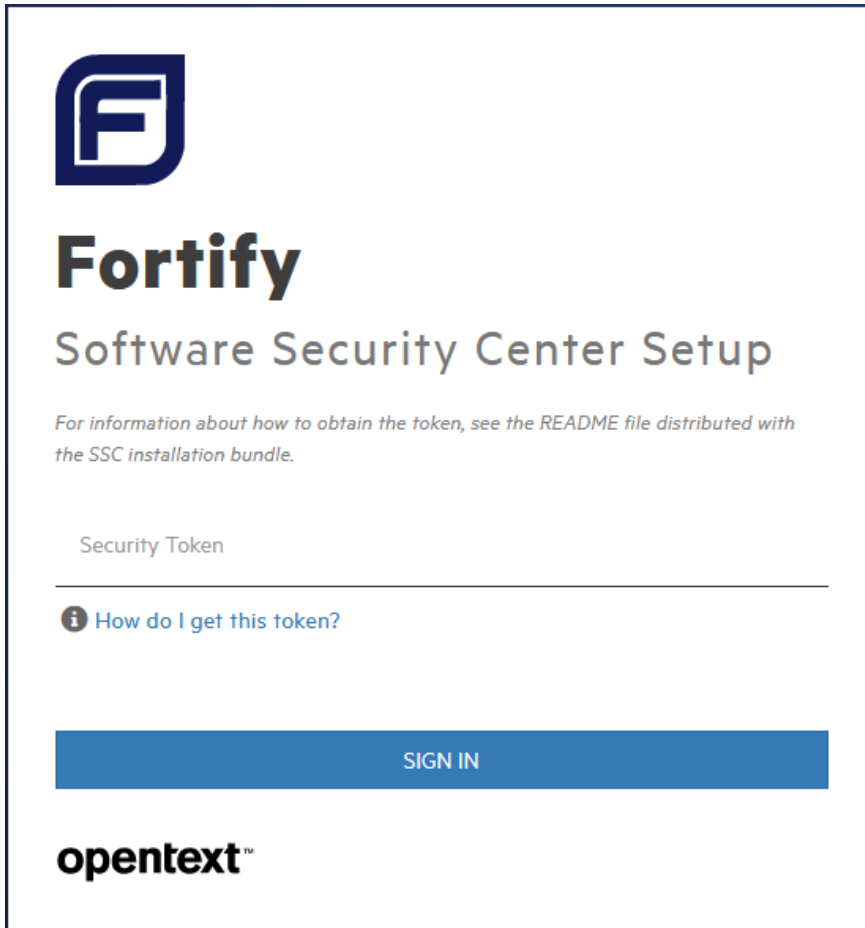 Fortify
Software Security Center Setup
For information about how to obtain the token, see the README file distributed with
the SSC installation bundle.
Security Token
How do I get this token?
SIGN IN
opentext™